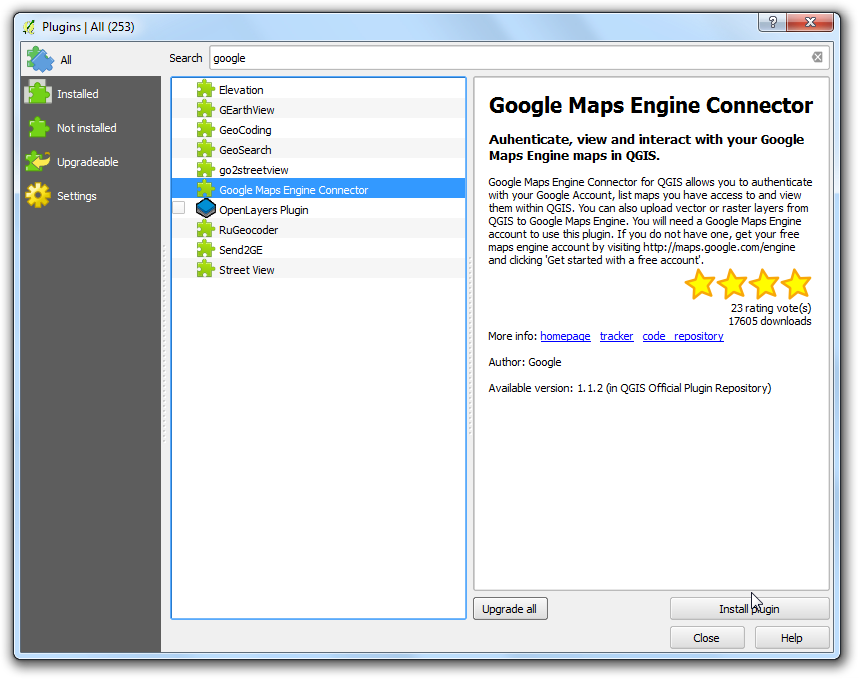 Plugins | All (253)
?
All
Installed
Not installed
Upgradeable
Settings
Search google
Elevation
GEarthView
GeoCoding
GeoSearch
go2streetview
Google Maps Engine Connector
OpenLayers Plugin
RuGeocoder
Send2GE
Street View
Google Maps Engine Connector
Auhenticate, view and interact with your Google
Maps Engine maps in QGIS.
Google Maps Engine Connector for QGIS allows you to authenticate
with your Google Account, list maps you have access to and view
them within QGIS. You can also upload vector or raster layers from
QGIS to Google Maps Engine. You will need a Google Maps Engine
account to use this plugin. If you do not have one, get your free
maps engine account by visiting http://maps.google.com/engine
and clicking 'Get started with a free account'.
23 rating vote(s)
17605 downloads
More info: homepage tracker code repository
Author: Google
Available version: 1.1.2 (in QGIS Official Plugin Repository)
Upgrade all
Install plugin
Close
Help